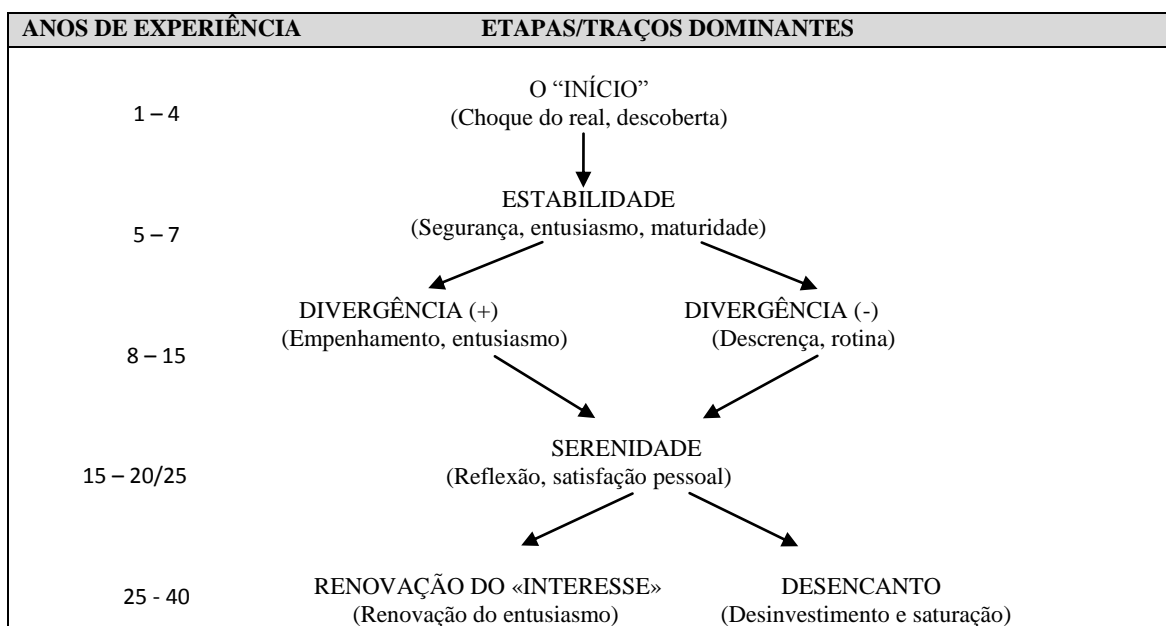 ANOS DE EXPERIÊNCIA ETAPAS/TRAÇOS DOMINANTES
O “INÍCIO”
1 – 4 (Choque do real, descoberta)
ESTABILIDADE
5 – 7 (Segurança, entusiasmo, maturidade)
DIVERGÊNCIA (+) DIVERGÊNCIA (-)
(Empenhamento, entusiasmo) (Descrença, rotina)
8 – 15
SERENIDADE
15 – 20/25 (Reflexão, satisfação pessoal)
RENOVAÇÃO DO «INTERESSE» DESENCANTO
25 - 40 (Renovação do entusiasmo) (Desinvestimento e saturação)